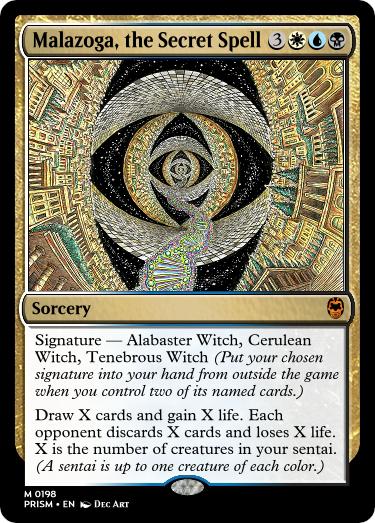 Malazoga, the Secret Spell 3
Sorcery
Signature — Alabaster Witch, Cerulean
Witch, Tenebrous Witch (Put your chosen
signature into your hand from outside the game
when you control two of its named cards.)
Draw X cards and gain X life. Each
opponent discards X cards and loses X life.
X is the number of creatures in your sentai.
(A sentai is up to one creature of each color.)
M 0198
PRISM • EN DEC ART